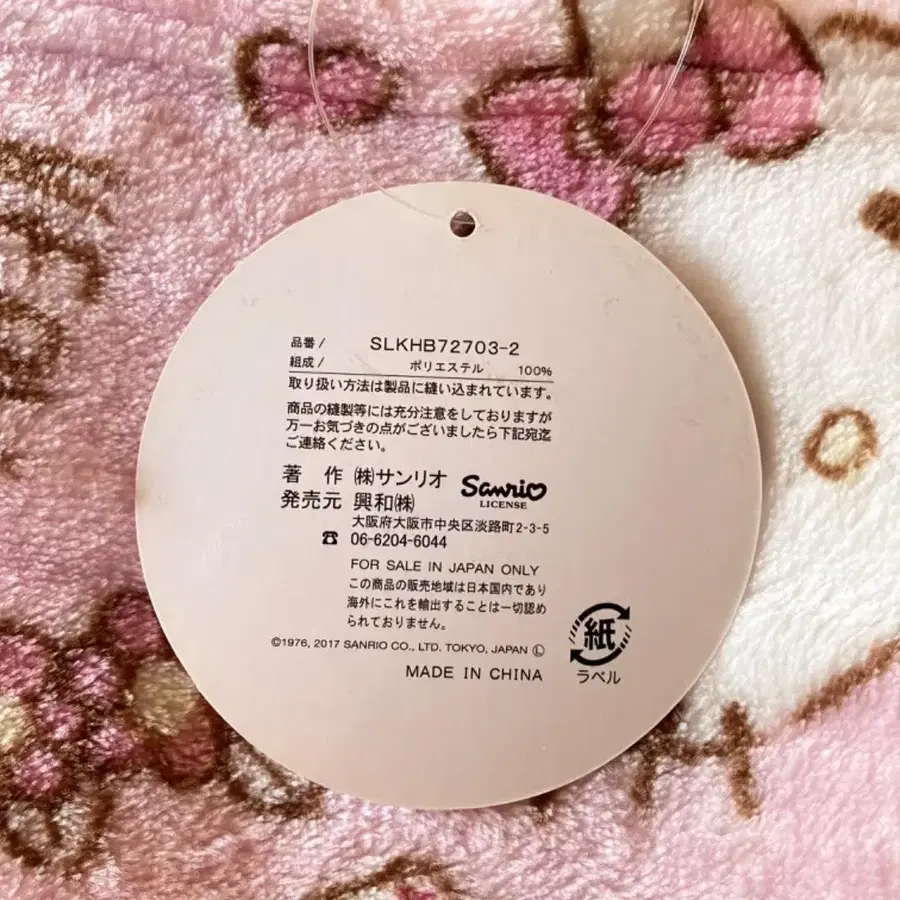 品番 / SLKHB72703-2
組成 / ポリエステル 100%
取り扱い方法は製品に縫い込まれています。
商品の縫製等には充分注意をしておりますが
万一お気づきの点がございましたら下記宛迄
ご連絡ください。
著 作 ㈱サンリオ Sanrio
LICENSE
発売元 興和㈱
大阪府大阪市中央区淡路町2-3-5
☎ 06-6204-6044
FOR SALE IN JAPAN ONLY
この商品の販売地域は日本国内であり
海外にこれを輸出することは一切認め
られておりません。
©1976, 2017 SANRIO CO., LTD. TOKYO, JAPAN Ⓛ
MADE IN CHINA
紙
ラベル
H